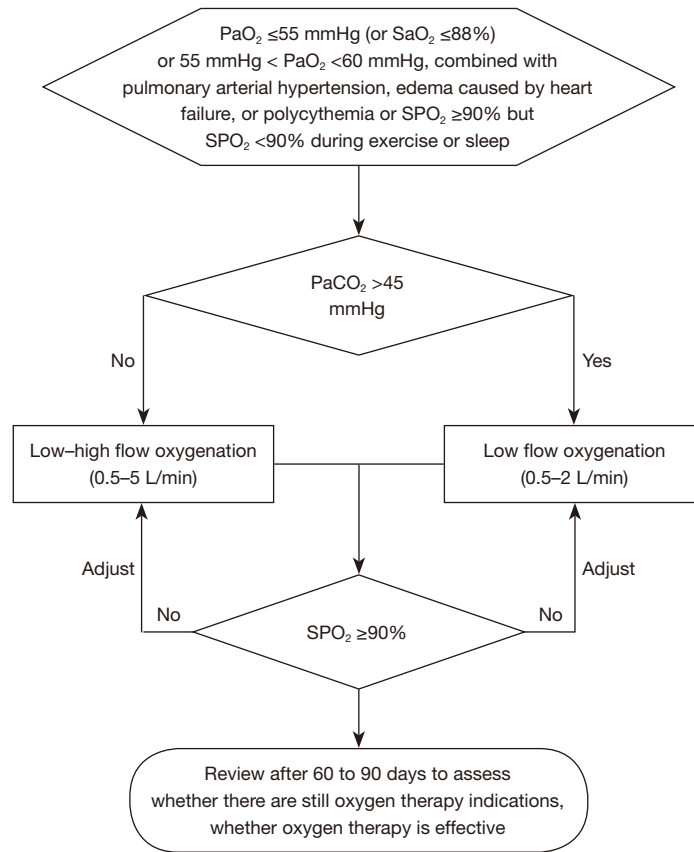 PaO₂ ≤55 mmHg (or SaO₂ ≤88%)
or 55 mmHg < PaO₂ <60 mmHg, combined with
pulmonary arterial hypertension, edema caused by heart
failure, or polycythemia or SPO₂ ≥90% but
SPO₂ <90% during exercise or sleep
PaCO₂ >45
mmHg
No
Yes
Low–high flow oxygenation
(0.5–5 L/min)
Low flow oxygenation
(0.5–2 L/min)
Adjust
Adjust
No
No
SPO₂ ≥90%
Review after 60 to 90 days to assess
whether there are still oxygen therapy indications,
whether oxygen therapy is effective